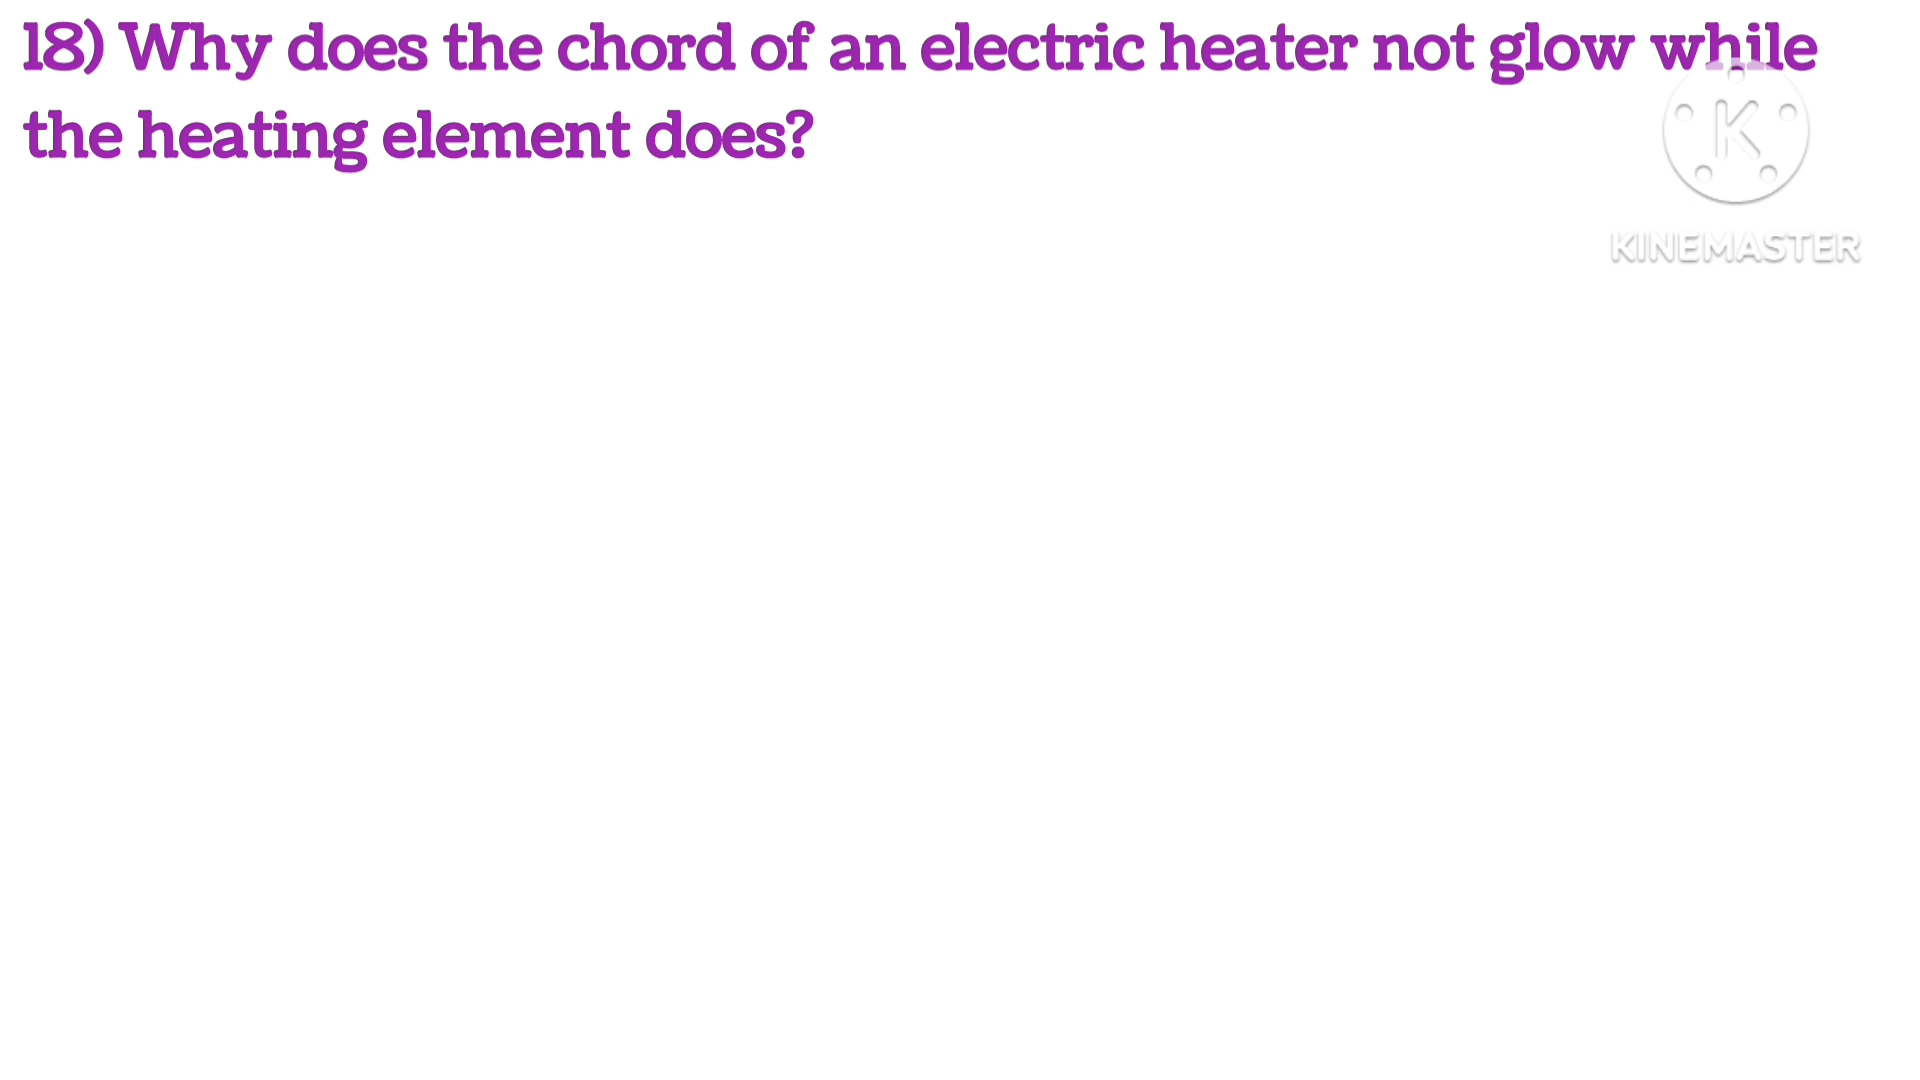 18) Why does the chord of an electric heater not glow while
the heating element does?
K
KINEMASTER